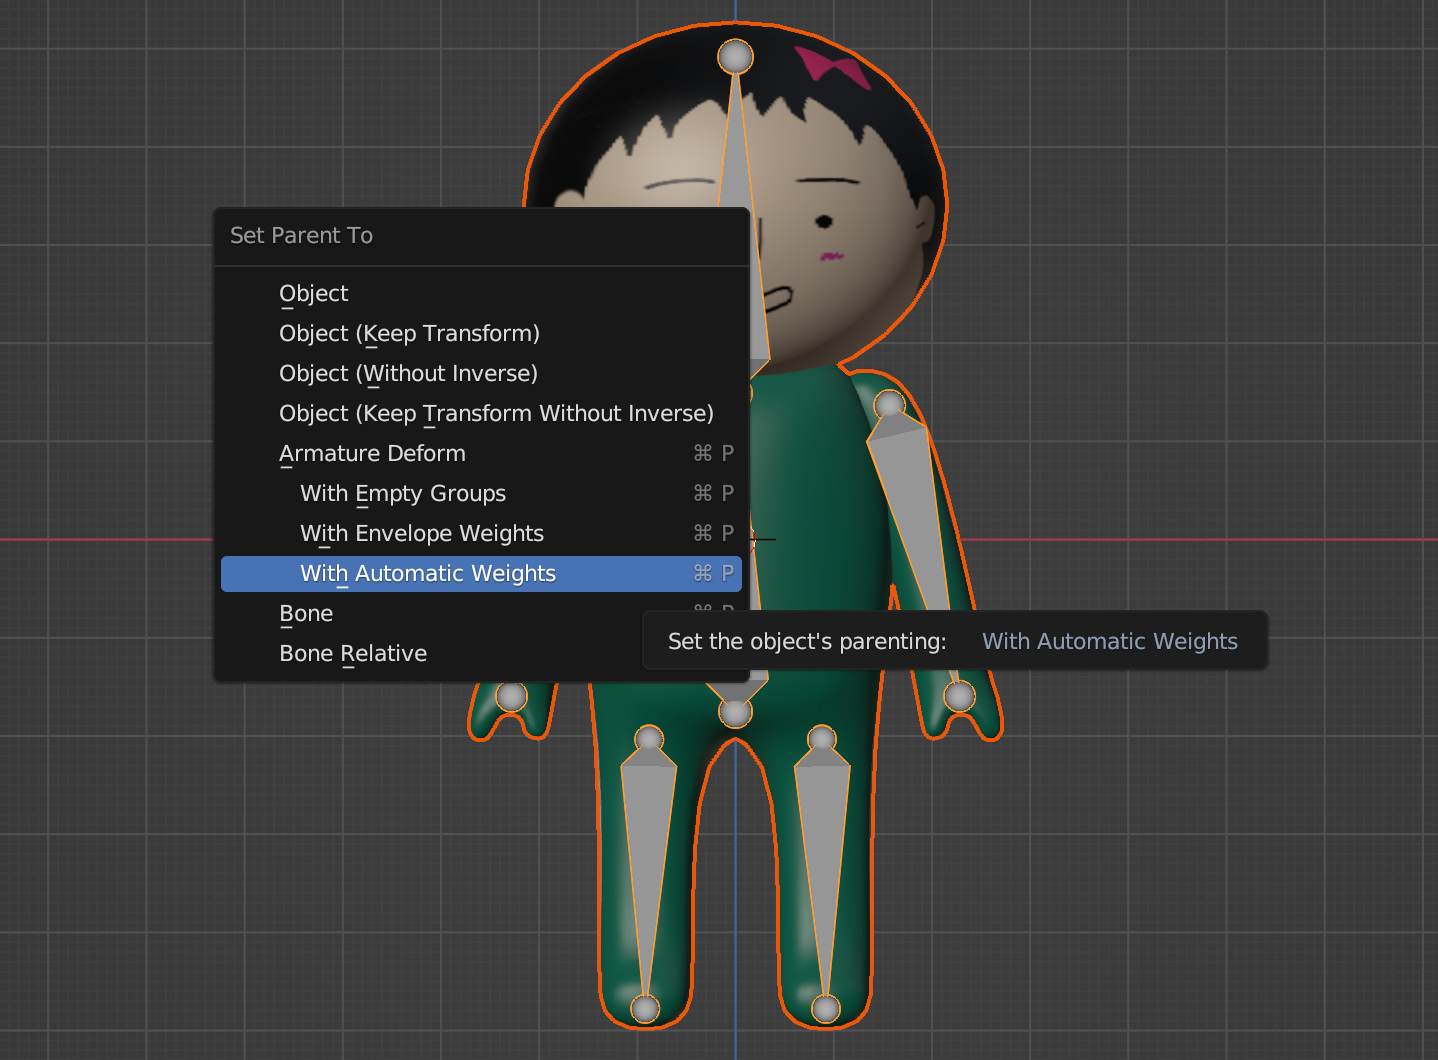 Set Parent To
Object
Object (Keep Transform)
Object (Without Inverse)
Object (Keep Transform Without Inverse)
Armature Deform ⌘ P
With Empty Groups ⌘ P
With Envelope Weights ⌘ P
With Automatic Weights ⌘ P
Bone ⌘ P
Set the object's parenting: With Automatic Weights
Bone Relative